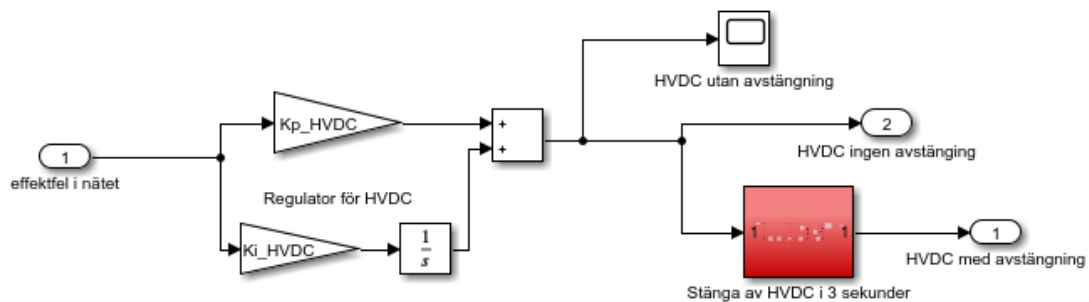 HVDC utan avstängning
Kp_HVDC
+
+
2
HVDC ingen avstänging
1
effektfel i nätet
Regulator för HVDC
Ki_HVDC
1
s
1
1
1
HVDC med avstängning
Stänga av HVDC i 3 sekunder